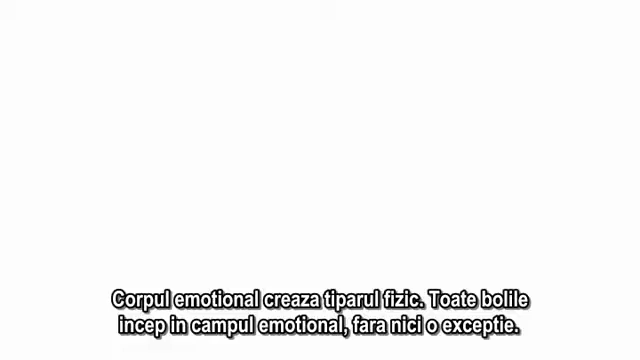 Corpul emotional creaza tiparul fizic. Toate bolile
incep in campul emotional, fara nici o exceptie.